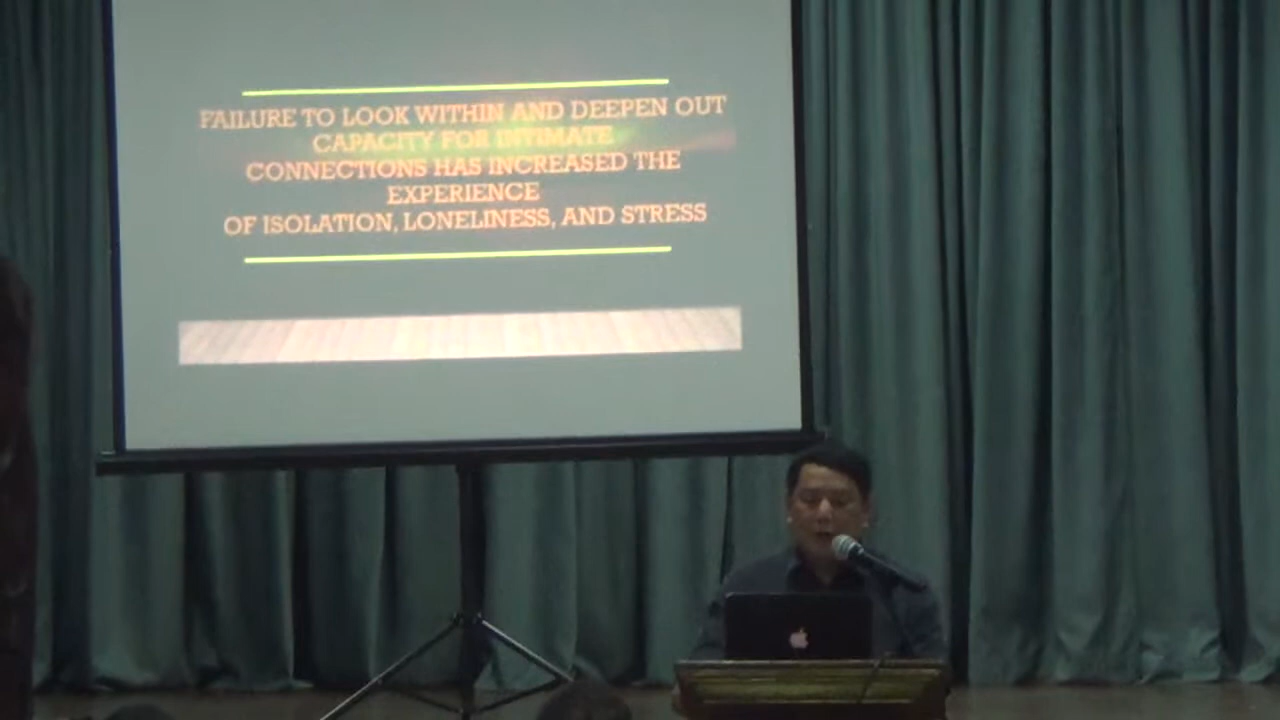 FAILURE TO LOOK WITHIN AND DEEPEN OUT
CAPACITY FOR INTIMATE
CONNECTIONS HAS INCREASED THE
EXPERIENCE
OF ISOLATION, LONELINESS, AND STRESS